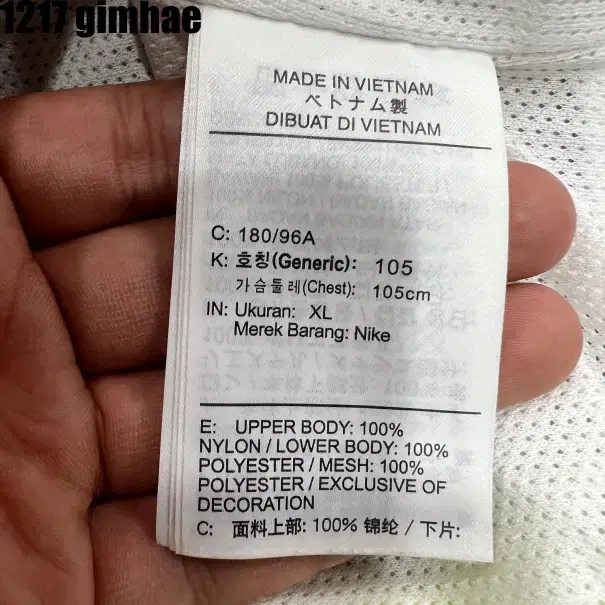 1217 gimhae
MADE IN VIETNAM
ベトナム製
DIBUAT DI VIETNAM
C: 180/96A
K: 호칭(Generic): 105
가슴둘레(Chest): 105cm
IN: Ukuran: XL
Merek Barang: Nike
E: UPPER BODY: 100%
NYLON / LOWER BODY: 100%
POLYESTER / MESH: 100%
POLYESTER / EXCLUSIVE OF
DECORATION
C: 面料上部: 100% 锦纶 / 下片: